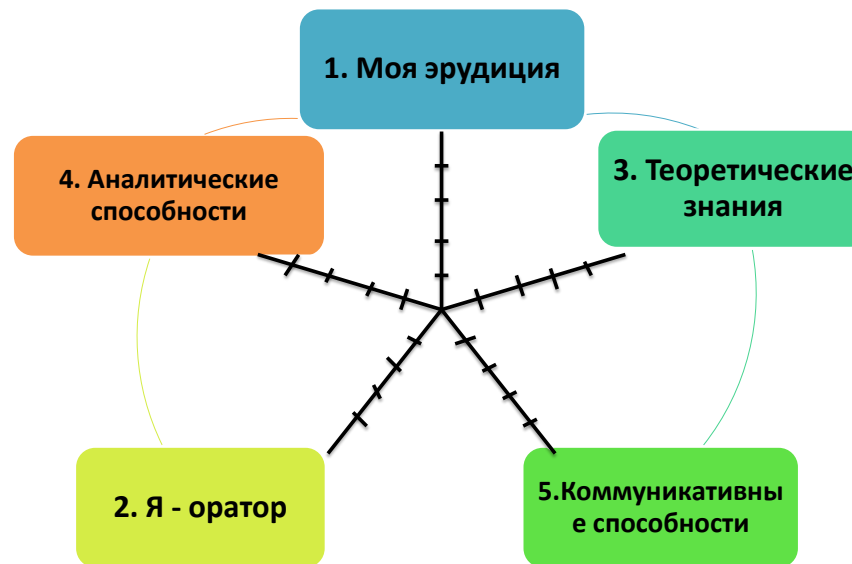 1. Моя эрудиция
4. Аналитические
способности
3. Теоретические
знания
2. Я - оратор
5.Коммуникативны
е способности